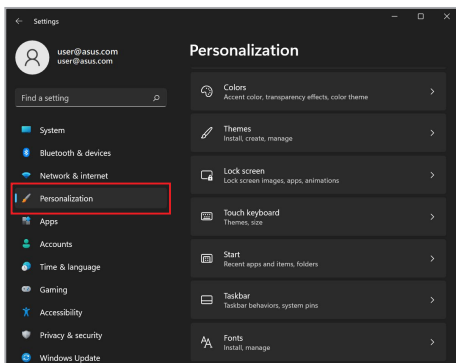 Settings
user@asus.com
user@asus.com
Find a setting
System
Bluetooth & devices
Network & internet
Personalization
Apps
Accounts
Time & language
Gaming
Accessibility
Privacy & security
Windows Update
Personalization
Colors
Accent color, transparency effects, color theme
Themes
Install, create, manage
Lock screen
Lock screen images, apps, animations
Touch keyboard
Themes, size
Start
Recent apps and items, folders
Taskbar
Taskbar behaviors, system pins
Fonts
Install, manage